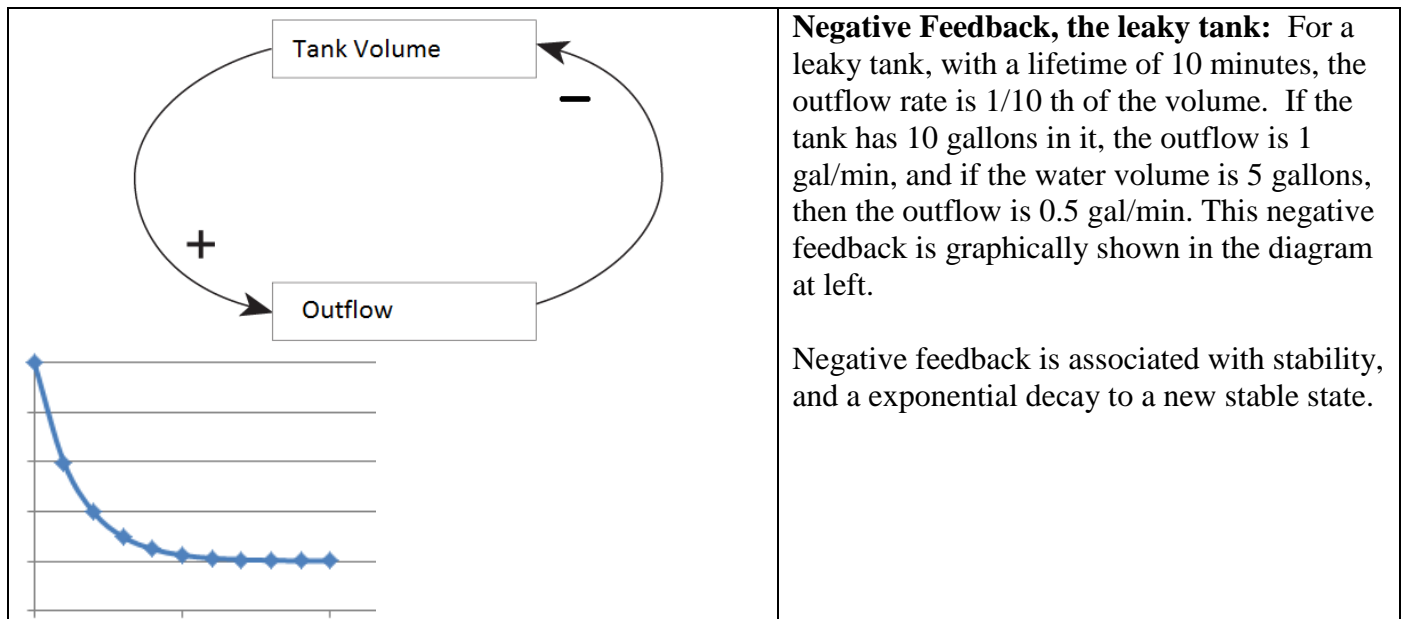 Tank Volume
−
+
Outflow
Negative Feedback, the leaky tank: For a
leaky tank, with a lifetime of 10 minutes, the
outflow rate is 1/10 th of the volume. If the
tank has 10 gallons in it, the outflow is 1
gal/min, and if the water volume is 5 gallons,
then the outflow is 0.5 gal/min. This negative
feedback is graphically shown in the diagram
at left.
Negative feedback is associated with stability,
and a exponential decay to a new stable state.